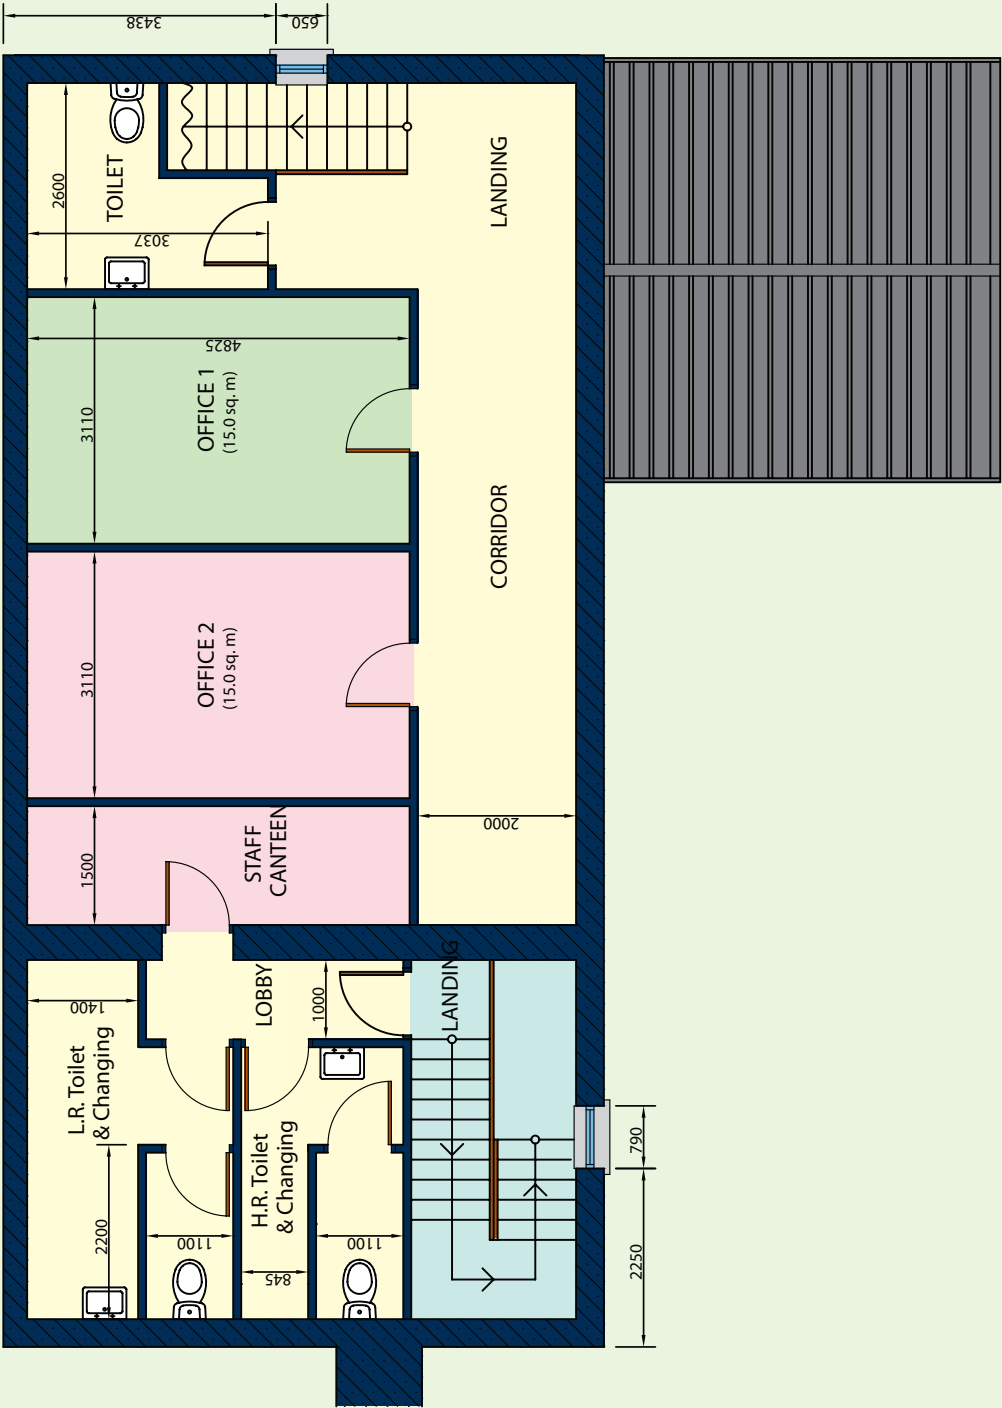 3438
650
2600
TOILET
3037
LANDING
4825
OFFICE 1
(15.0 sq. m)
3110
CORRIDOR
OFFICE 2
(15.0 sq. m)
3110
STAFF
CANTEEN
1500
2000
1400
LOBBY
1000
LANDING
L.R. Toilet
& Changing
H.R. Toilet
& Changing
790
2200
1100
845
1100
2250